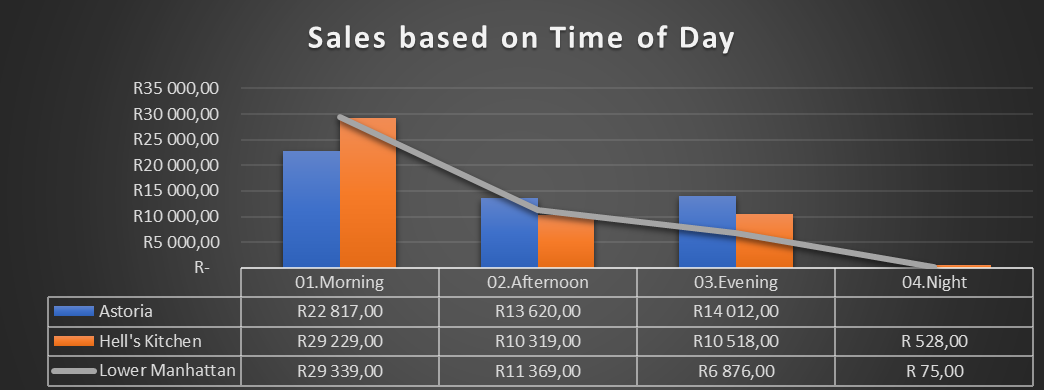 Sales based on Time of Day
R35 000,00
R30 000,00
R25 000,00
R20 000,00
R15 000,00
R10 000,00
R5 000,00
R-
01.Morning 02.Afternoon 03.Evening 04.Night
Astoria R22 817,00 R13 620,00 R14 012,00
Hell's Kitchen R29 229,00 R10 319,00 R10 518,00 R 528,00
Lower Manhattan R29 339,00 R11 369,00 R6 876,00 R 75,00